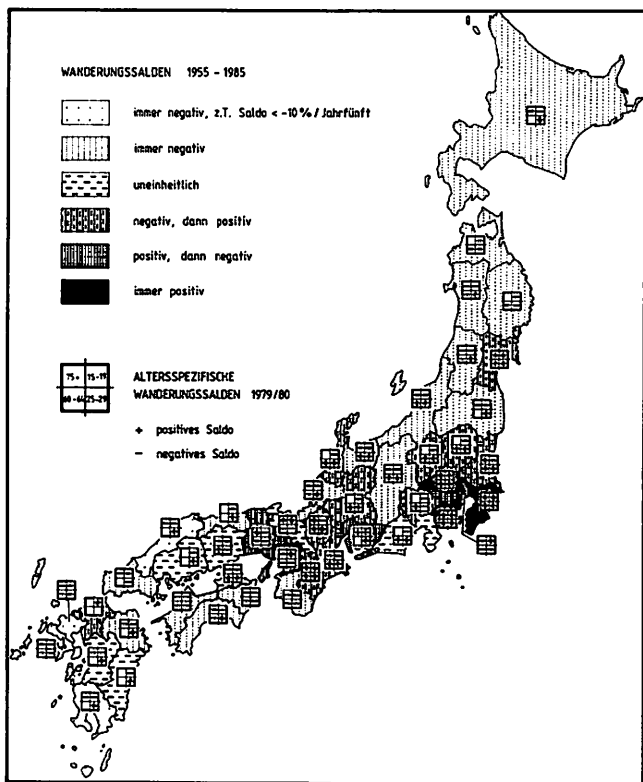 WANDERUNGSSALDEN 1955 - 1985
immer negativ, z.T. Saldo < -10% / Jahrfünft
immer negativ
uneinheitlich
negativ, dann positiv
positiv, dann negativ
immer positiv
75+ 15-19
60-64 25-29
ALTERSSPEZIFISCHE
WANDERUNGSSALDEN 1979/80
+ positives Saldo
- negatives Saldo